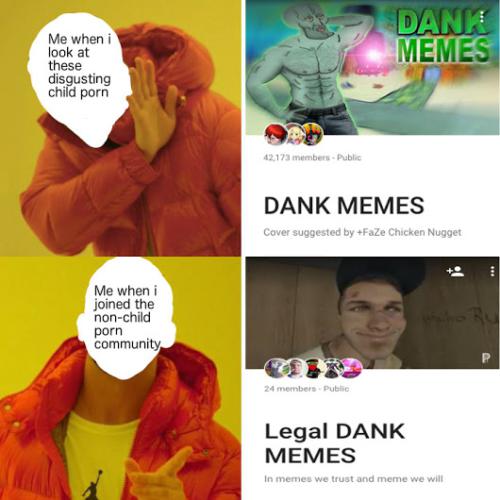 Me when i
look at
these
disgusting
child porn
DANK
MEMES
42,173 members - Public
DANK MEMES
Cover suggested by +FaZe Chicken Nugget
Me when i
joined the
non-child
porn
community
24 members - Public
Legal DANK
MEMES
In memes we trust and meme we will